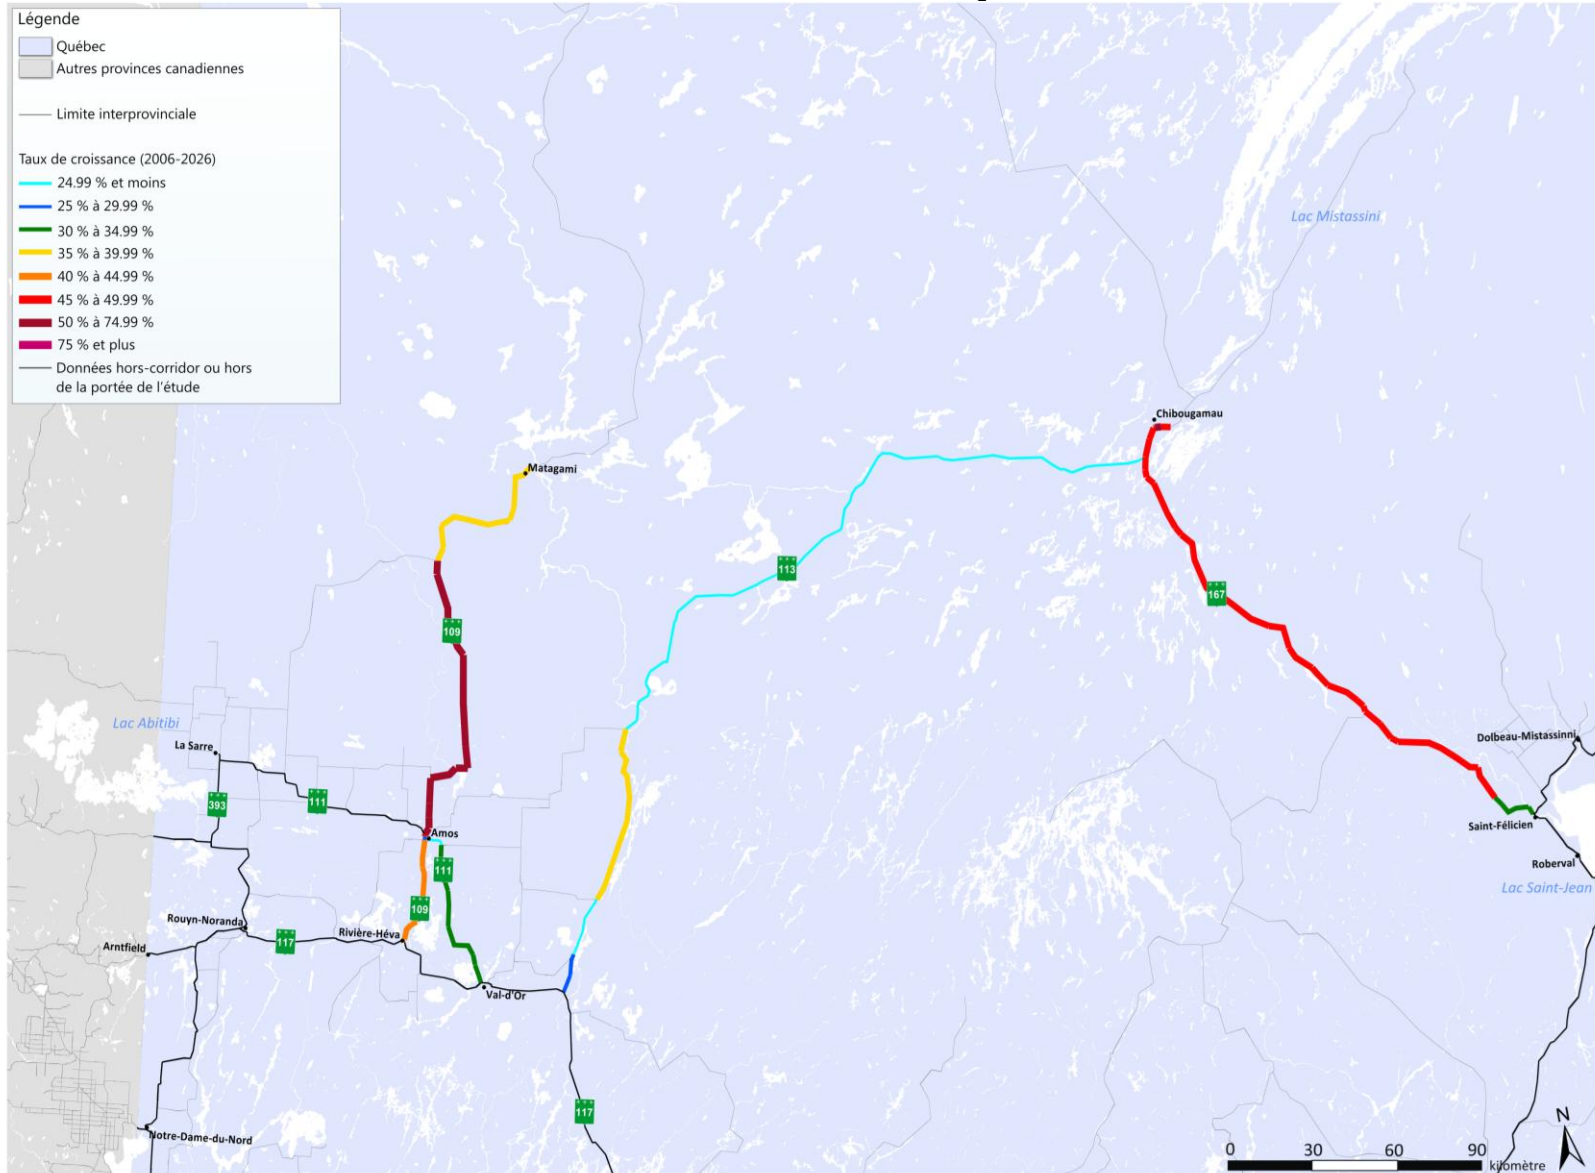 Légende
Québec
Autres provinces canadiennes
Limite interprovinciale
Taux de croissance (2006-2026)
24.99 % et moins
25 % à 29.99 %
30 % à 34.99 %
35 % à 39.99 %
40 % à 44.99 %
45 % à 49.99 %
50 % à 74.99 %
75 % et plus
Données hors-corridor ou hors
de la portée de l'étude
Lac Mistassini
Chibougamau
Matagami
113
167
109
Lac Abitibi
La Sarre
Dolbeau-Mistassinni
393
111
Amos
Saint-Félicien
111
Roberval
Lac Saint-Jean
109
Rouyn-Noranda
Rivière-Héva
117
Arntfield
Val-d'Or
117
Notre-Dame-du-Nord
N
0 30 60 90
kilomètre